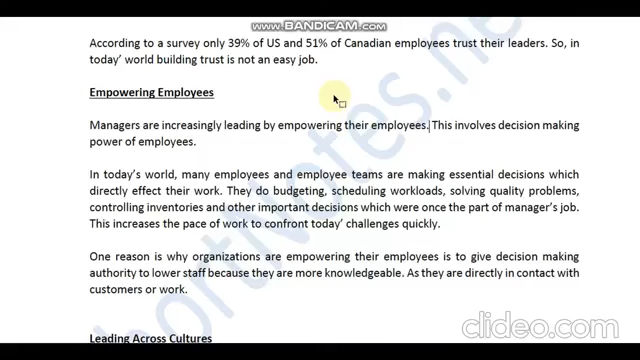 www.BANDICAM.com
According to a survey only 39% of US and 51% of Canadian employees trust their leaders. So, in
today's world building trust is not an easy job.
Empowering Employees
Managers are increasingly leading by empowering their employees. This involves decision making
power of employees.
In today's world, many employees and employee teams are making essential decisions which
directly effect their work. They do budgeting, scheduling workloads, solving quality problems,
controlling inventories and other important decisions which were once the part of manager's job.
This increases the pace of work to confront today' challenges quickly.
One reason is why organizations are empowering their employees is to give decision making
authority to lower staff because they are more knowledgeable. As they are directly in contact with
customers or work.
clideo.com
Leading Across Cultures